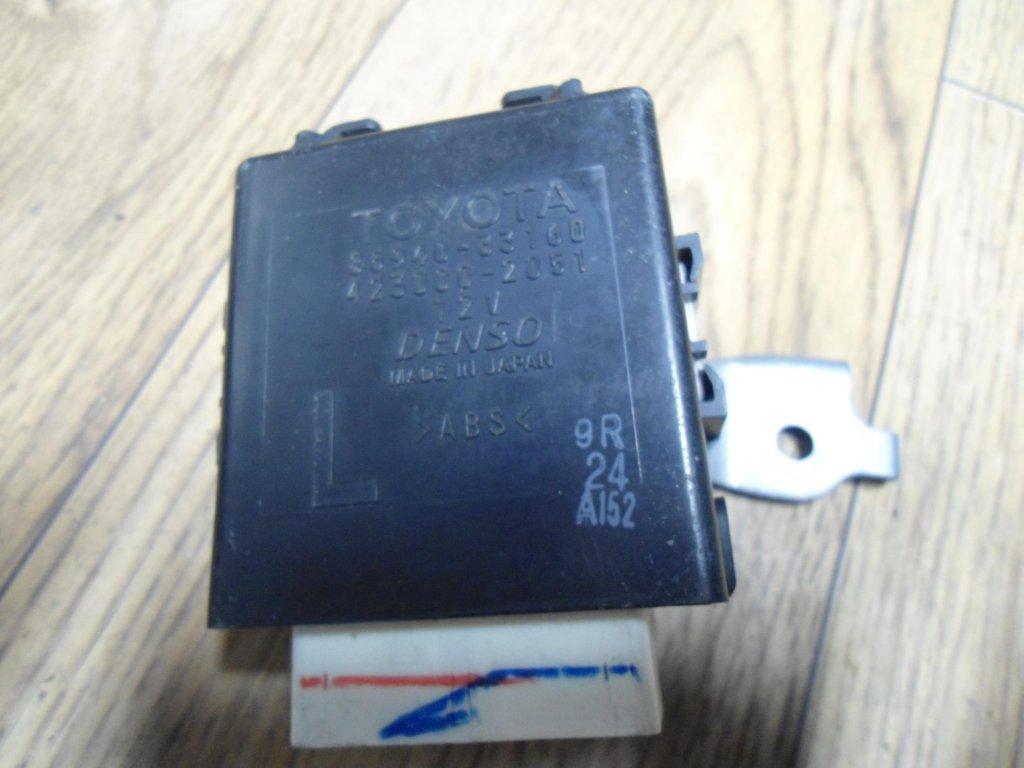 TOYOTA
86540-33160
423000-2051
12V
DENSO
MADE IN JAPAN
>ABS<
L
9R
24
A152